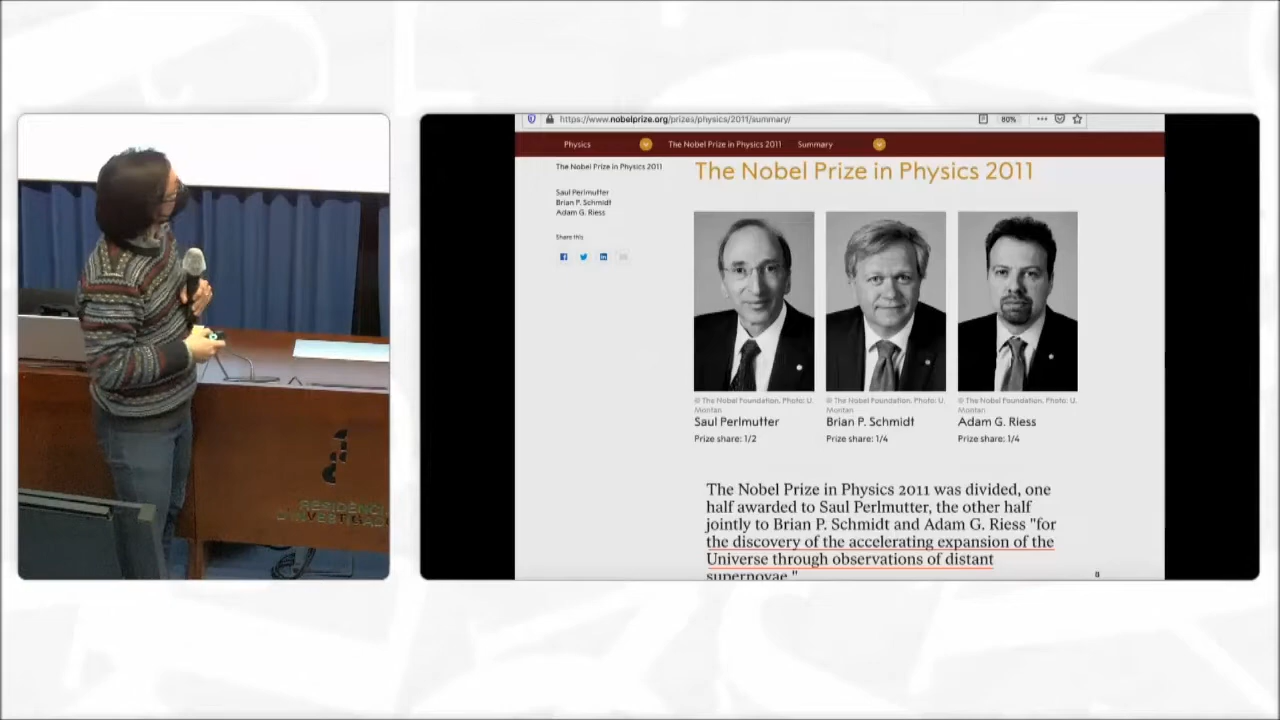 https://www.nobelprize.org/prizes/physics/2011/summary/
80%
Physics
The Nobel Prize in Physics 2011
Summary
The Nobel Prize in Physics 2011
Saul Perlmutter
Brian P. Schmidt
Adam G. Riess
Share this
The Nobel Prize in Physics 2011
© The Nobel Foundation. Photo: U.
Montan
Saul Perlmutter
Prize share: 1/2
© The Nobel Foundation. Photo: U.
Montan
Brian P. Schmidt
Prize share: 1/4
© The Nobel Foundation. Photo: U.
Montan
Adam G. Riess
Prize share: 1/4
The Nobel Prize in Physics 2011 was divided, one
half awarded to Saul Perlmutter, the other half
jointly to Brian P. Schmidt and Adam G. Riess "for
the discovery of the accelerating expansion of the
Universe through observations of distant
supernovae."
8
RESIDÈNCIA
D'INVESTIGADORS